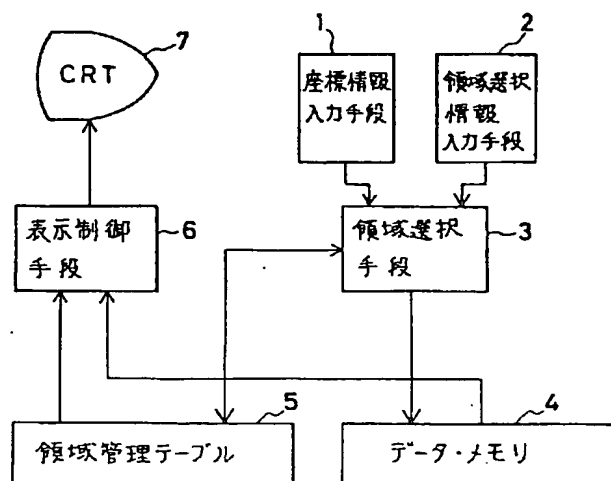 7
CRT
1
座標情報
入力手段
2
領域選択
情報
入力手段
表示制御
手段
6
領域選択
手段
3
5
領域管理テーブル
4
データ・メモリ